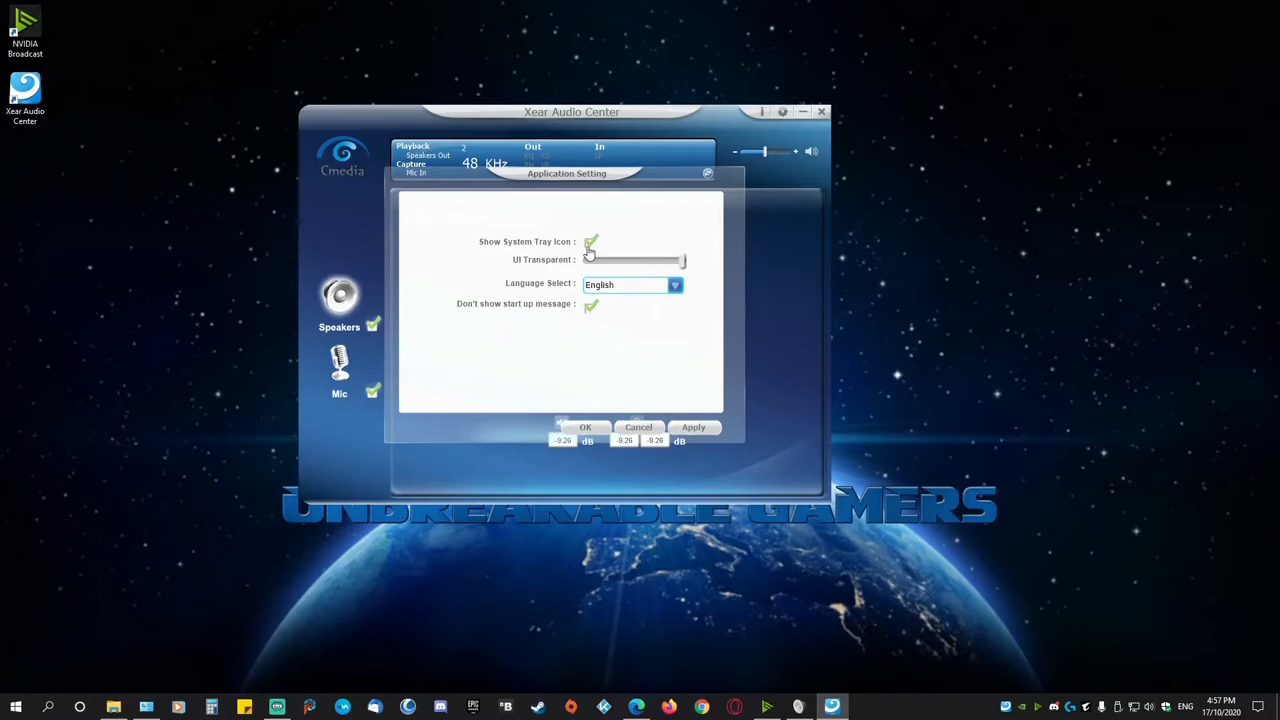 NVIDIA
Broadcast
Xear Audio
Center
Xear Audio Center
i
Playback
Speakers Out
2
Out
In
Capture
Mic In
48 KHz
Cmedia
Application Setting
Show System Tray Icon :
UI Transparent :
Language Select :
English
Don't show start up message :
Speakers
Mic
OK
Cancel
Apply
-9.26
dB
-9.26
-9.26
dB
UNBREAKABLE GAMERS
EPIC
4:57 PM
17/10/2020